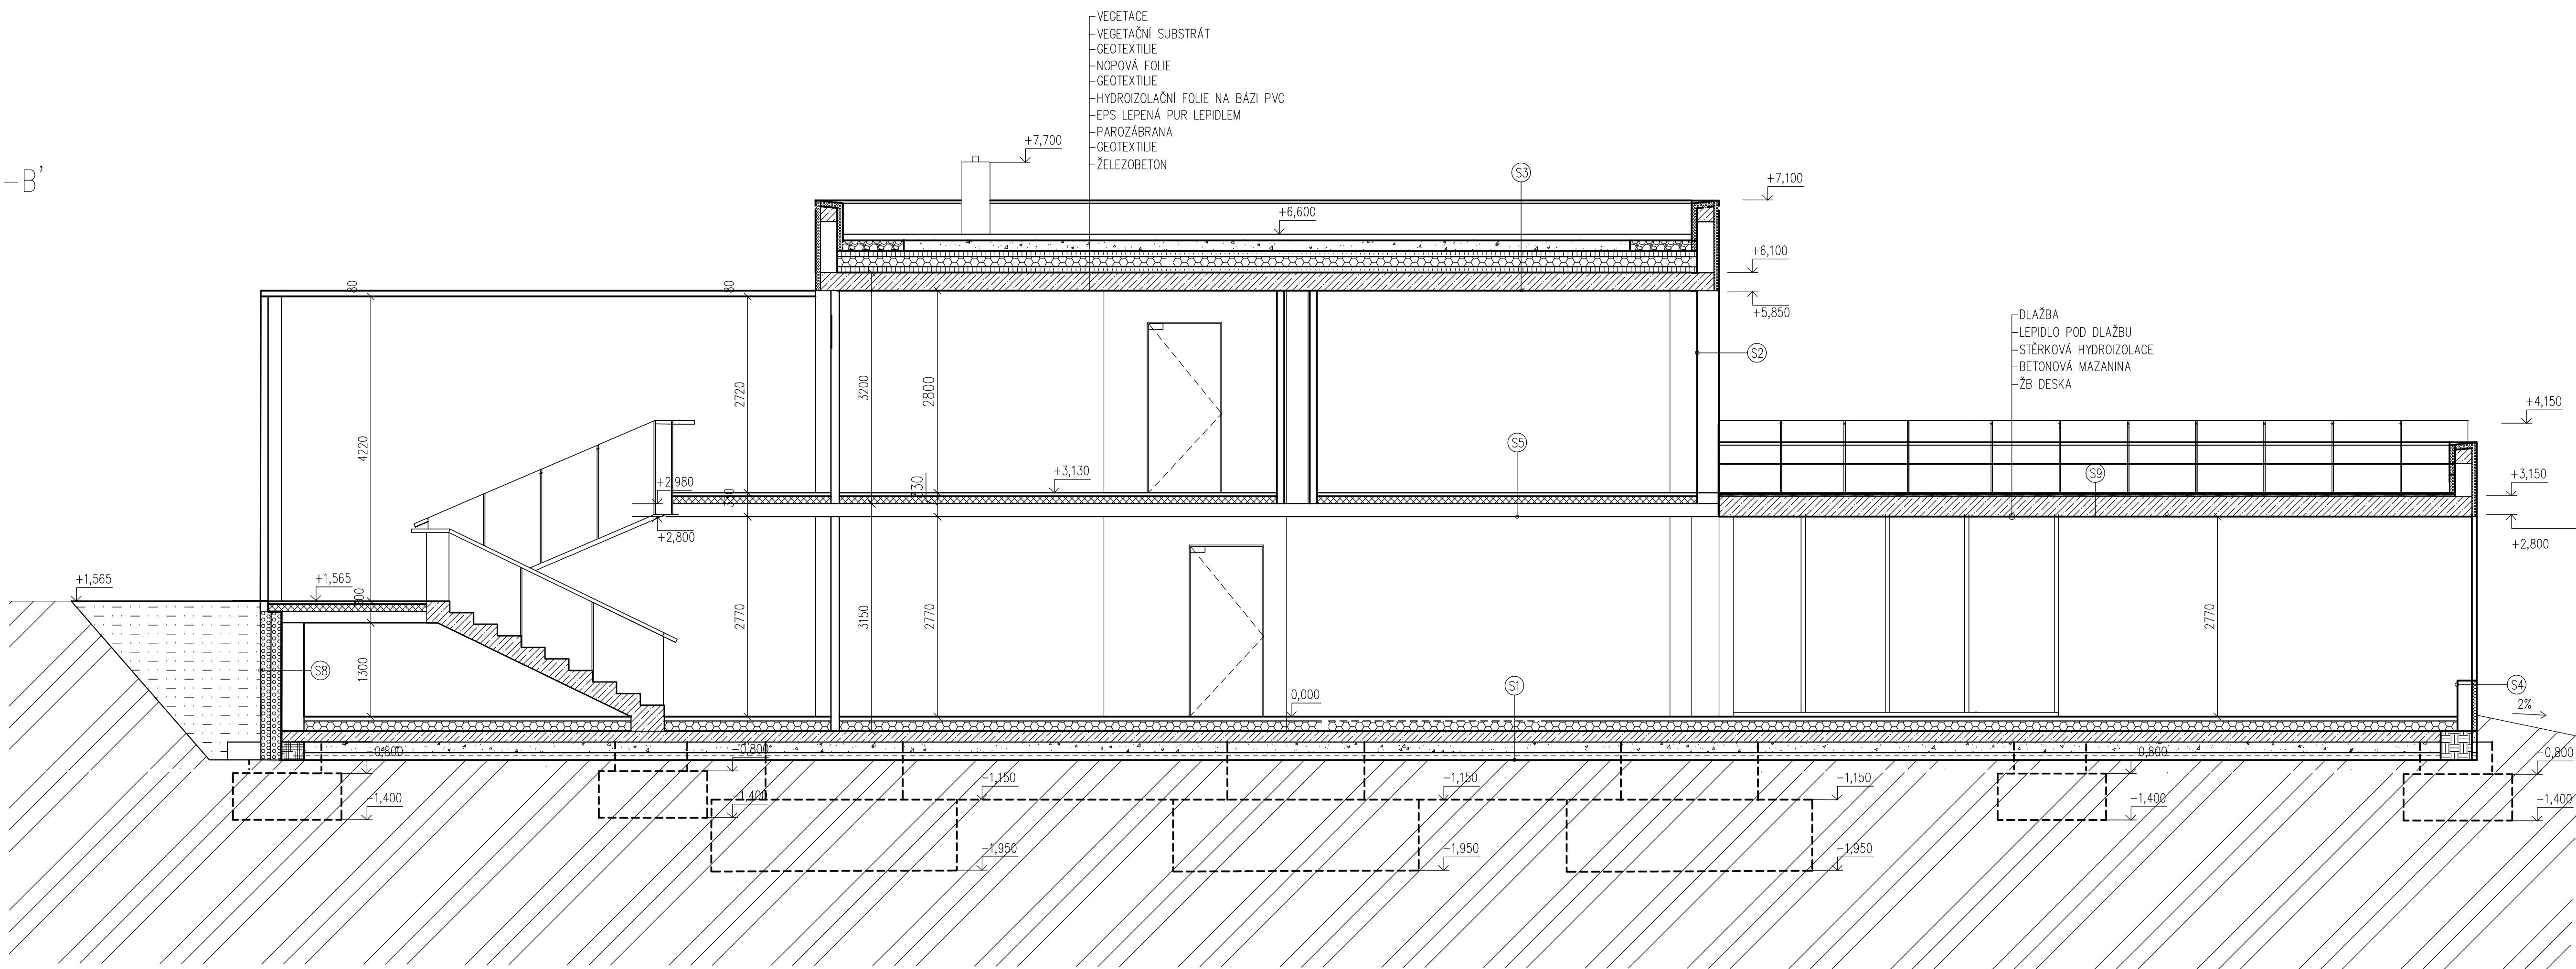 VEGETACE
VEGETAČNÍ SUBSTRÁT
GEOTEXTILIE
NOPOVÁ FOLIE
GEOTEXTILIE
HYDROIZOLAČNÍ FOLIE NA BÁZI PVC
EPS LEPENÁ PUR LEPIDLEM
PAROZÁBRANA
GEOTEXTILIE
ŽELEZOBETON
+7,700
–B'
S3
+7,100
+6,600
+6,100
+5,850
80
80
DLAŽBA
LEPIDLO POD DLAŽBU
STĚRKOVÁ HYDROIZOLACE
BETONOVÁ MAZANINA
ŽB DESKA
S2
2720
3200
2800
4220
+4,150
S5
S9
+3,130
+3,150
+2,980
330
+2,800
+2,800
+1,565
+1,565
2770
3150
2770
2770
1300
S8
S1
0,000
S4
2%
-0,800
-0,800
-0,800
-0,800
-1,150
-1,150
-1,150
-1,400
-1,400
-1,400
-1,400
-1,950
-1,950
-1,950